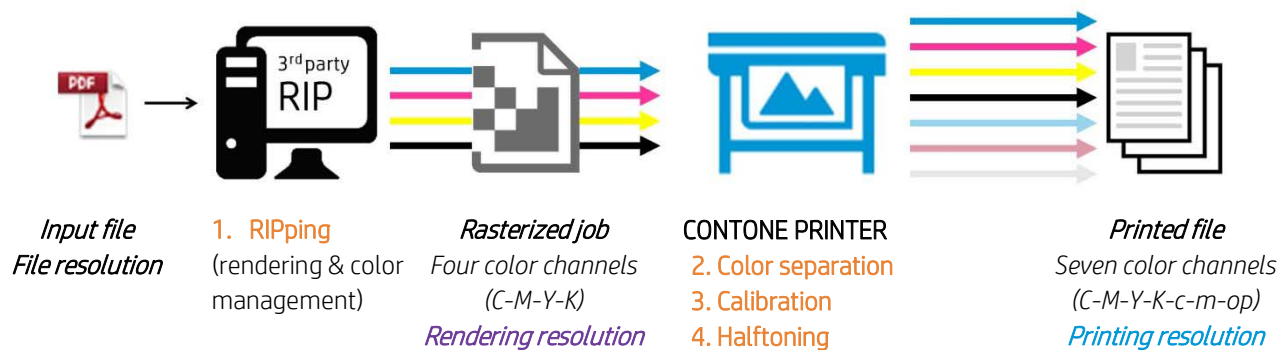 PDF
3rd party
RIP
Input file
File resolution
1. RIPping
(rendering & color
management)
Rasterized job
Four color channels
(C-M-Y-K)
Rendering resolution
CONTONE PRINTER
2. Color separation
3. Calibration
4. Halftoning
Printed file
Seven color channels
(C-M-Y-K-c-m-op)
Printing resolution